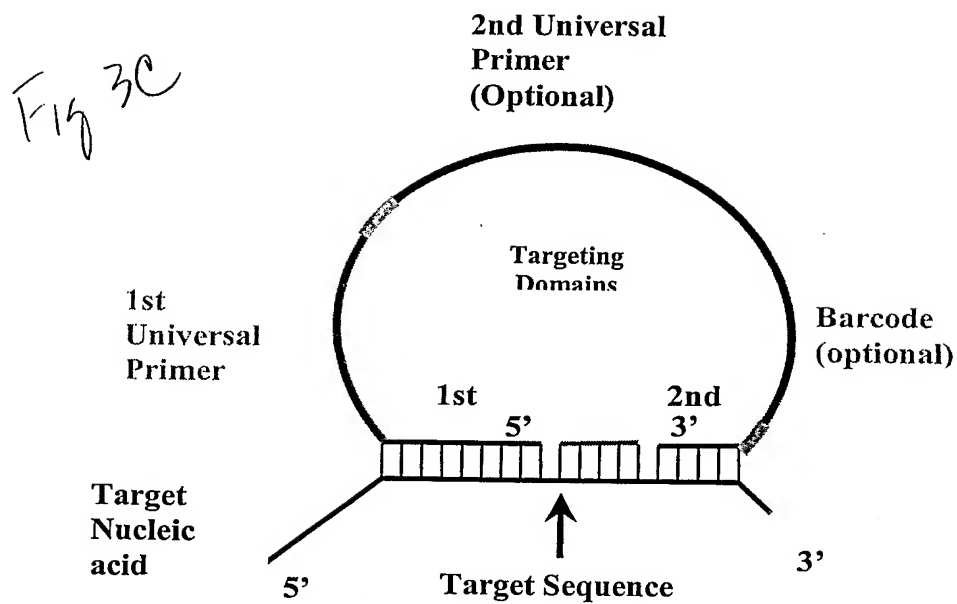 Fig 3C
2nd Universal
Primer
(Optional)
Targeting
Domains
1st
Universal
Primer
Barcode
(optional)
1st
2nd
5’
3’
Target
Nucleic
acid
5’
Target Sequence
3’